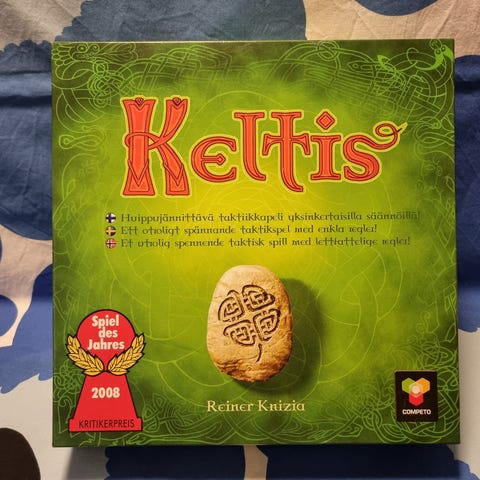 Keltis
Huippujännittävä taktiikkapeli yksinkertaisilla säännöillä!
Ett otroligt spännande taktikspel med enkla regler!
Et utrolig spennende taktisk spill med lettfattelige regler!
Spiel
des
Jahres
2008
KRITIKERPREIS
Reiner Knizia
COMPETO